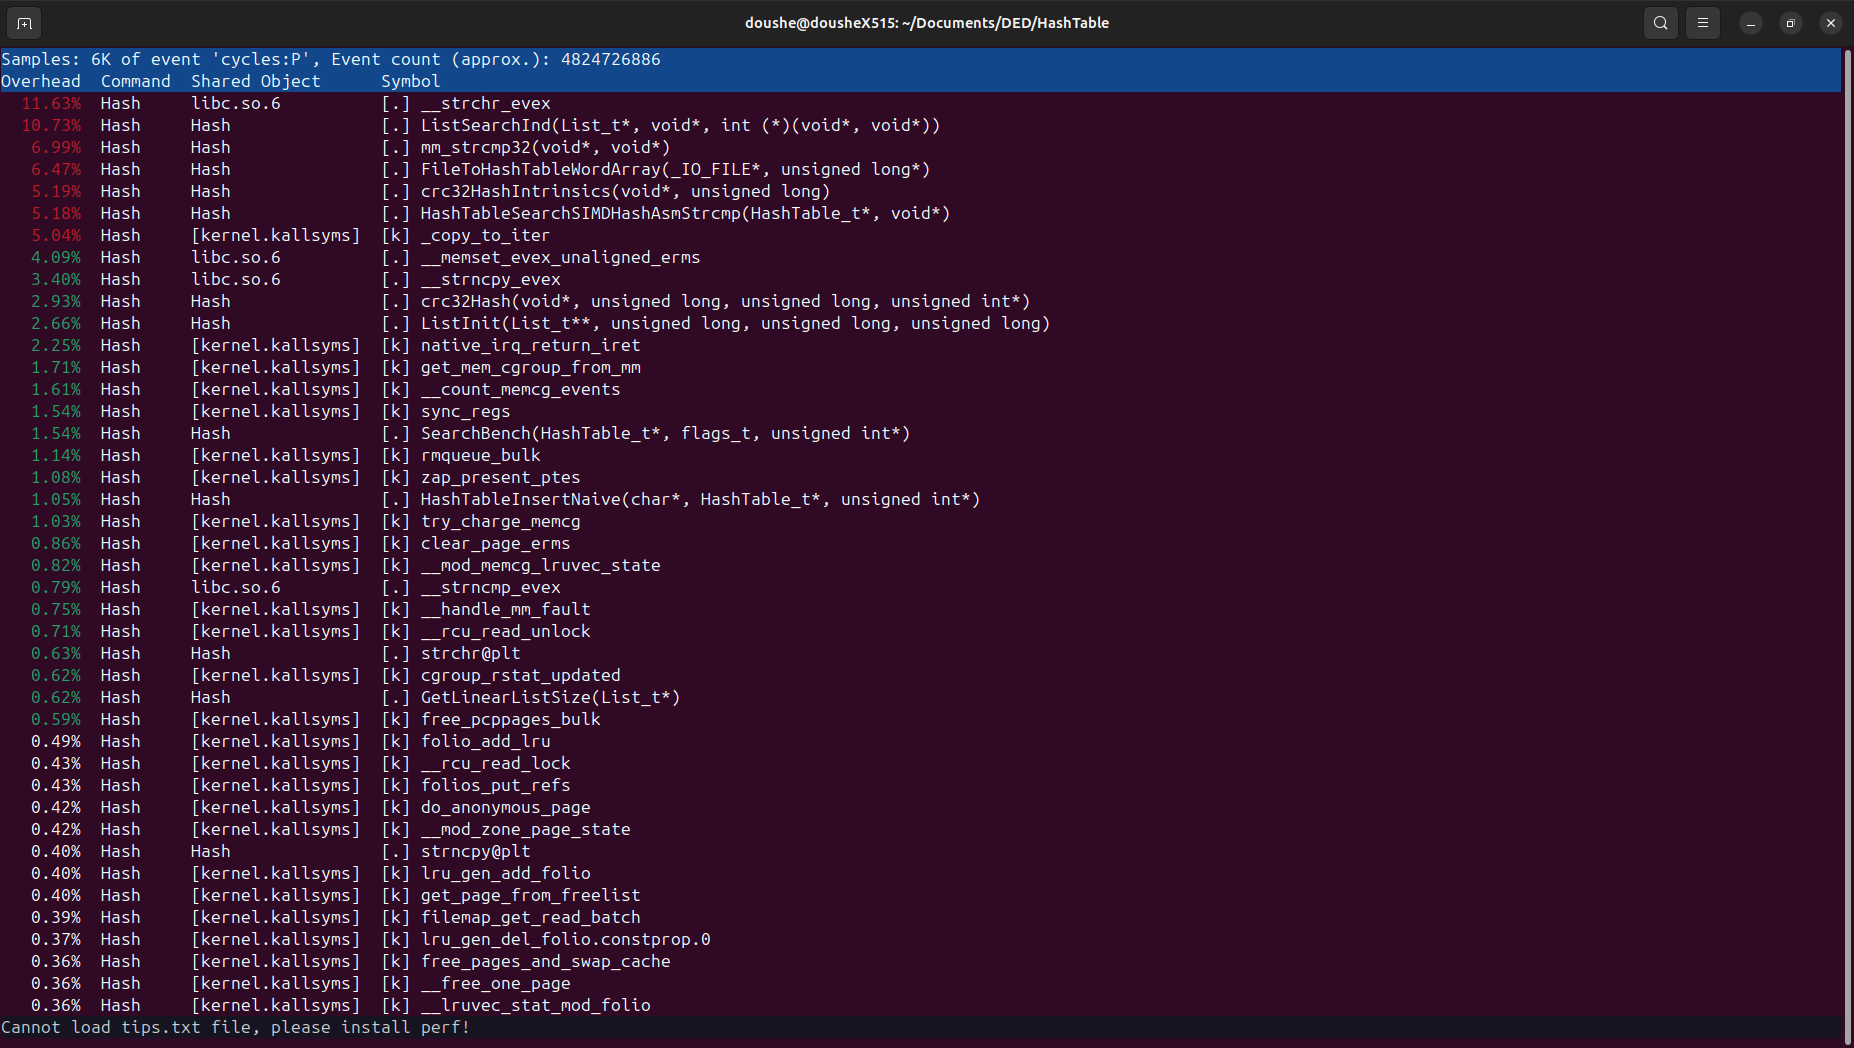 doushe@dousheX515: ~/Documents/DED/HashTable
Samples: 6K of event 'cycles:P', Event count (approx.): 4824726886
Overhead  Command  Shared Object      Symbol
11.63%  Hash     libc.so.6          [.] __strchr_evex
10.73%  Hash     Hash               [.] ListSearchInd(List_t*, void*, int (*)(void*, void*))
6.99%  Hash     Hash               [.] mm_strcmp32(void*, void*)
6.47%  Hash     Hash               [.] FileToHashTableWordArray(_IO_FILE*, unsigned long*)
5.19%  Hash     Hash               [.] crc32HashIntrinsics(void*, unsigned long)
5.18%  Hash     Hash               [.] HashTableSearchSIMDHashAsmStrcmp(HashTable_t*, void*)
5.04%  Hash     [kernel.kallsyms]  [k] _copy_to_iter
4.09%  Hash     libc.so.6          [.] __memset_evex_unaligned_erms
3.40%  Hash     libc.so.6          [.] __strncpy_evex
2.93%  Hash     Hash               [.] crc32Hash(void*, unsigned long, unsigned long, unsigned int*)
2.66%  Hash     Hash               [.] ListInit(List_t**, unsigned long, unsigned long, unsigned long)
2.25%  Hash     [kernel.kallsyms]  [k] native_irq_return_iret
1.71%  Hash     [kernel.kallsyms]  [k] get_mem_cgroup_from_mm
1.61%  Hash     [kernel.kallsyms]  [k] __count_memcg_events
1.54%  Hash     [kernel.kallsyms]  [k] sync_regs
1.54%  Hash     Hash               [.] SearchBench(HashTable_t*, flags_t, unsigned int*)
1.14%  Hash     [kernel.kallsyms]  [k] rmqueue_bulk
1.08%  Hash     [kernel.kallsyms]  [k] zap_present_ptes
1.05%  Hash     Hash               [.] HashTableInsertNaive(char*, HashTable_t*, unsigned int*)
1.03%  Hash     [kernel.kallsyms]  [k] try_charge_memcg
0.86%  Hash     [kernel.kallsyms]  [k] clear_page_erms
0.82%  Hash     [kernel.kallsyms]  [k] __mod_memcg_lruvec_state
0.79%  Hash     libc.so.6          [.] __strncmp_evex
0.75%  Hash     [kernel.kallsyms]  [k] __handle_mm_fault
0.71%  Hash     [kernel.kallsyms]  [k] __rcu_read_unlock
0.63%  Hash     Hash               [.] strchr@plt
0.62%  Hash     [kernel.kallsyms]  [k] cgroup_rstat_updated
0.62%  Hash     Hash               [.] GetLinearListSize(List_t*)
0.59%  Hash     [kernel.kallsyms]  [k] free_pcppages_bulk
0.49%  Hash     [kernel.kallsyms]  [k] folio_add_lru
0.43%  Hash     [kernel.kallsyms]  [k] __rcu_read_lock
0.43%  Hash     [kernel.kallsyms]  [k] folios_put_refs
0.42%  Hash     [kernel.kallsyms]  [k] do_anonymous_page
0.42%  Hash     [kernel.kallsyms]  [k] __mod_zone_page_state
0.40%  Hash     Hash               [.] strncpy@plt
0.40%  Hash     [kernel.kallsyms]  [k] lru_gen_add_folio
0.40%  Hash     [kernel.kallsyms]  [k] get_page_from_freelist
0.39%  Hash     [kernel.kallsyms]  [k] filemap_get_read_batch
0.37%  Hash     [kernel.kallsyms]  [k] lru_gen_del_folio.constprop.0
0.36%  Hash     [kernel.kallsyms]  [k] free_pages_and_swap_cache
0.36%  Hash     [kernel.kallsyms]  [k] __free_one_page
0.36%  Hash     [kernel.kallsyms]  [k] __lruvec_stat_mod_folio
Cannot load tips.txt file, please install perf!